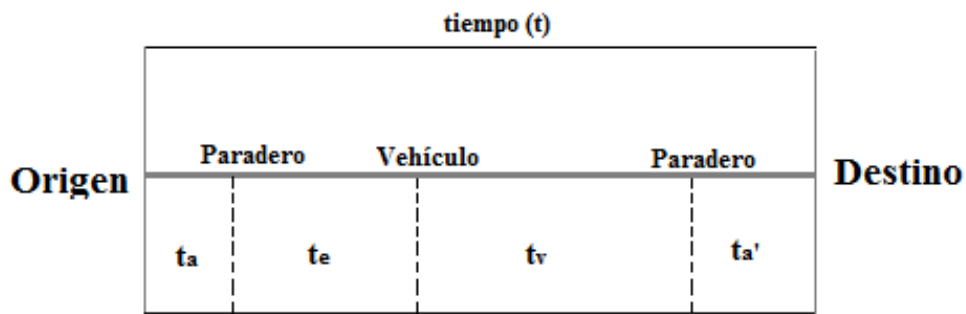 tiempo (t)
Paradero Vehículo Paradero
Origen Destino
ta te tv ta'